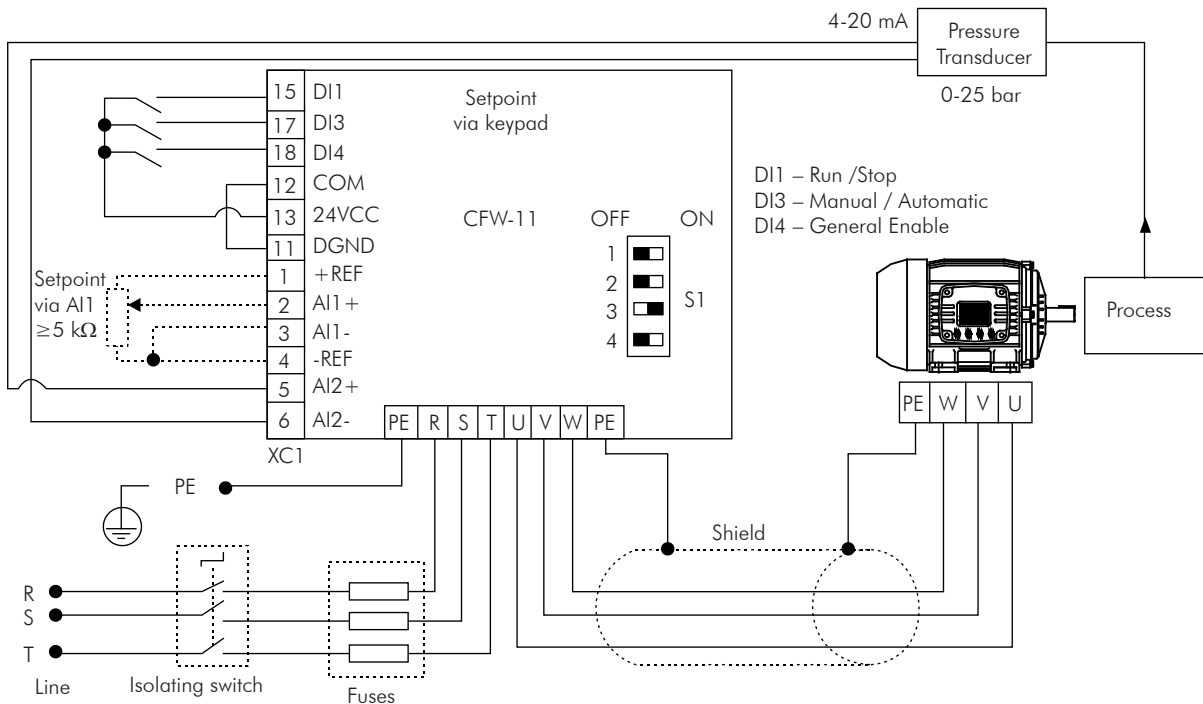 4-20 mA
Pressure
Transducer
0-25 bar
15 DI1
17 DI3
18 DI4
12 COM
13 24VCC
11 DGND
1 +REF
2 AI1+
3 AI1-
4 -REF
5 AI2+
6 AI2-
XC1
Setpoint
via keypad
CFW-11
OFF ON
1
2
3
4
S1
DI1 – Run /Stop
DI3 – Manual / Automatic
DI4 – General Enable
Setpoint
via AI1
≥5 kΩ
Process
PE R S T U V W PE
PE W V U
PE
Shield
R
S
T
Line
Isolating switch
Fuses